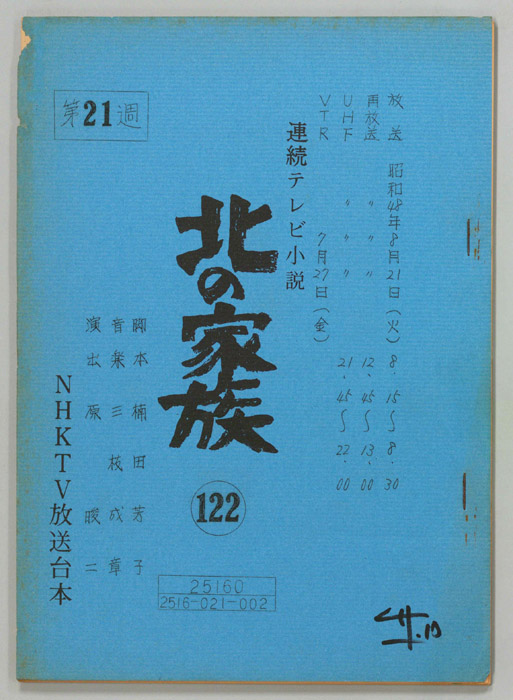 放送 昭和48年8月21日(火) 8.15〜8.30
再放送 〃 〃 12.45〜13.00
UHF 〃 〃 21.45〜22.00
VTR 7月27日(金)
連続テレビ小説
北の家族
122
脚本 楠田芳子
音楽 三枝成章
演出 原 暖二
第21週
NHKTV放送台本
25160
2516-021-002